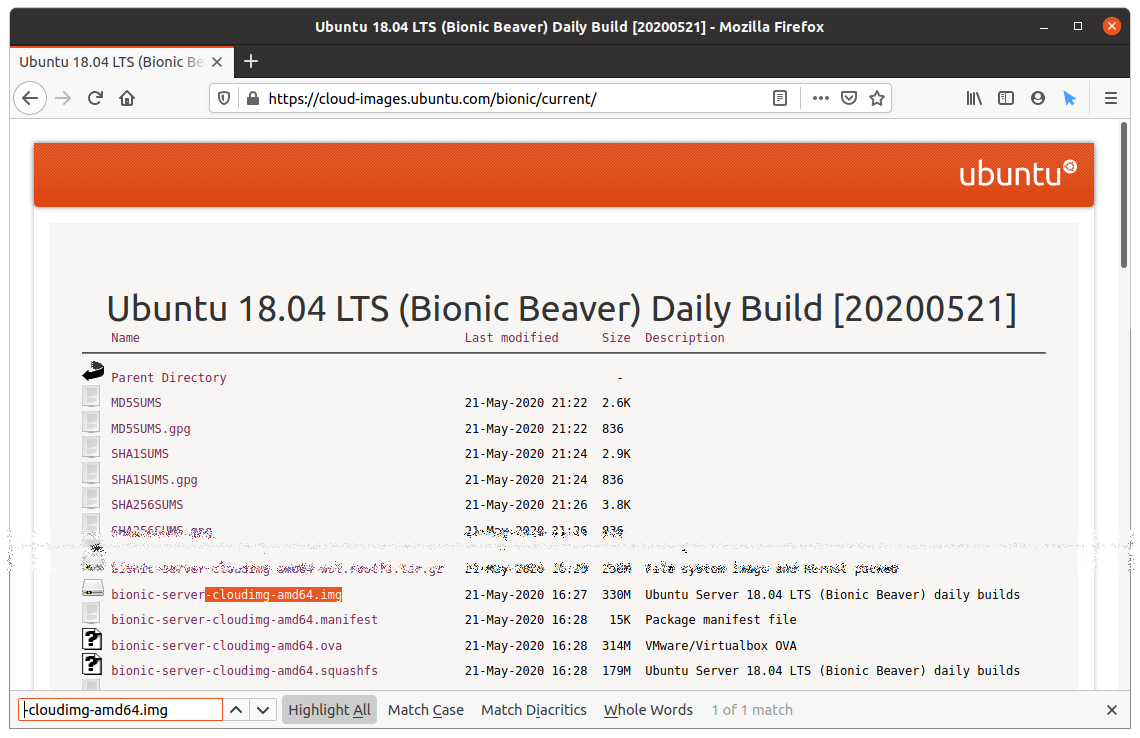 Ubuntu 18.04 LTS (Bionic Beaver) Daily Build [20200521] - Mozilla Firefox
Ubuntu 18.04 LTS (Bionic Be
https://cloud-images.ubuntu.com/bionic/current/
ubuntu
Ubuntu 18.04 LTS (Bionic Beaver) Daily Build [20200521]
Name Last modified Size Description
Parent Directory -
MD5SUMS 21-May-2020 21:22 2.6K
MD5SUMS.gpg 21-May-2020 21:22 836
SHA1SUMS 21-May-2020 21:24 2.9K
SHA1SUMS.gpg 21-May-2020 21:24 836
SHA256SUMS 21-May-2020 21:26 3.8K
SHA256SUMS.gpg 21-May-2020 21:26 836
bionic-server-cloudimg-amd64-wsl.rootfs.tar.gz 21-May-2020 File system image and Kernel packed
bionic-server-cloudimg-amd64.img 21-May-2020 16:27 330M Ubuntu Server 18.04 LTS (Bionic Beaver) daily builds
bionic-server-cloudimg-amd64.manifest 21-May-2020 16:28 15K Package manifest file
bionic-server-cloudimg-amd64.ova 21-May-2020 16:28 314M VMware/Virtualbox OVA
bionic-server-cloudimg-amd64.squashfs 21-May-2020 16:28 179M Ubuntu Server 18.04 LTS (Bionic Beaver) daily builds
-cloudimg-amd64.img Highlight All Match Case Match Diacritics Whole Words 1 of 1 match